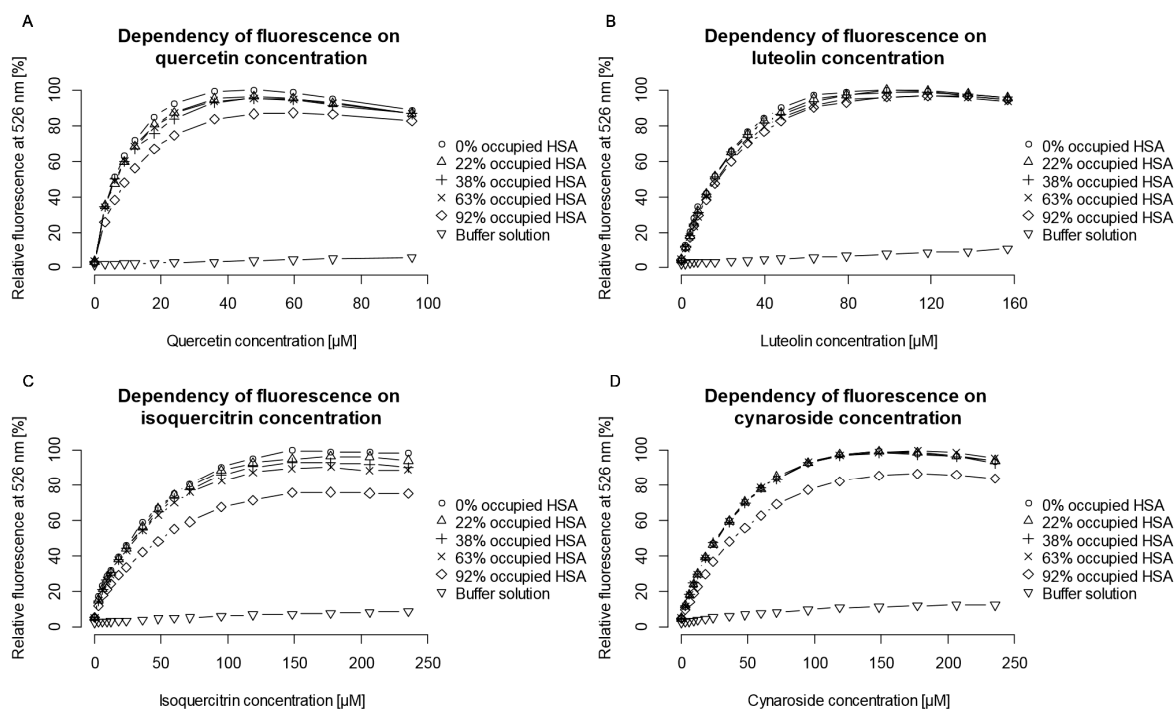 A
Dependency of fluorescence on
quercetin concentration
Relative fluorescence at 526 nm [%]
100
80
60
40
20
0
0 20 40 60 80 100
Quercetin concentration [µM]
0% occupied HSA
22% occupied HSA
38% occupied HSA
63% occupied HSA
92% occupied HSA
Buffer solution
B
Dependency of fluorescence on
luteolin concentration
Relative fluorescence at 526 nm [%]
100
80
60
40
20
0
0 40 80 120 160
Luteolin concentration [µM]
0% occupied HSA
22% occupied HSA
38% occupied HSA
63% occupied HSA
92% occupied HSA
Buffer solution
C
Dependency of fluorescence on
isoquercitrin concentration
Relative fluorescence at 526 nm [%]
100
80
60
40
20
0
0 50 100 150 200 250
Isoquercitrin concentration [µM]
0% occupied HSA
22% occupied HSA
38% occupied HSA
63% occupied HSA
92% occupied HSA
Buffer solution
D
Dependency of fluorescence on
cynaroside concentration
Relative fluorescence at 526 nm [%]
100
80
60
40
20
0
0 50 100 150 200 250
Cynaroside concentration [µM]
0% occupied HSA
22% occupied HSA
38% occupied HSA
63% occupied HSA
92% occupied HSA
Buffer solution